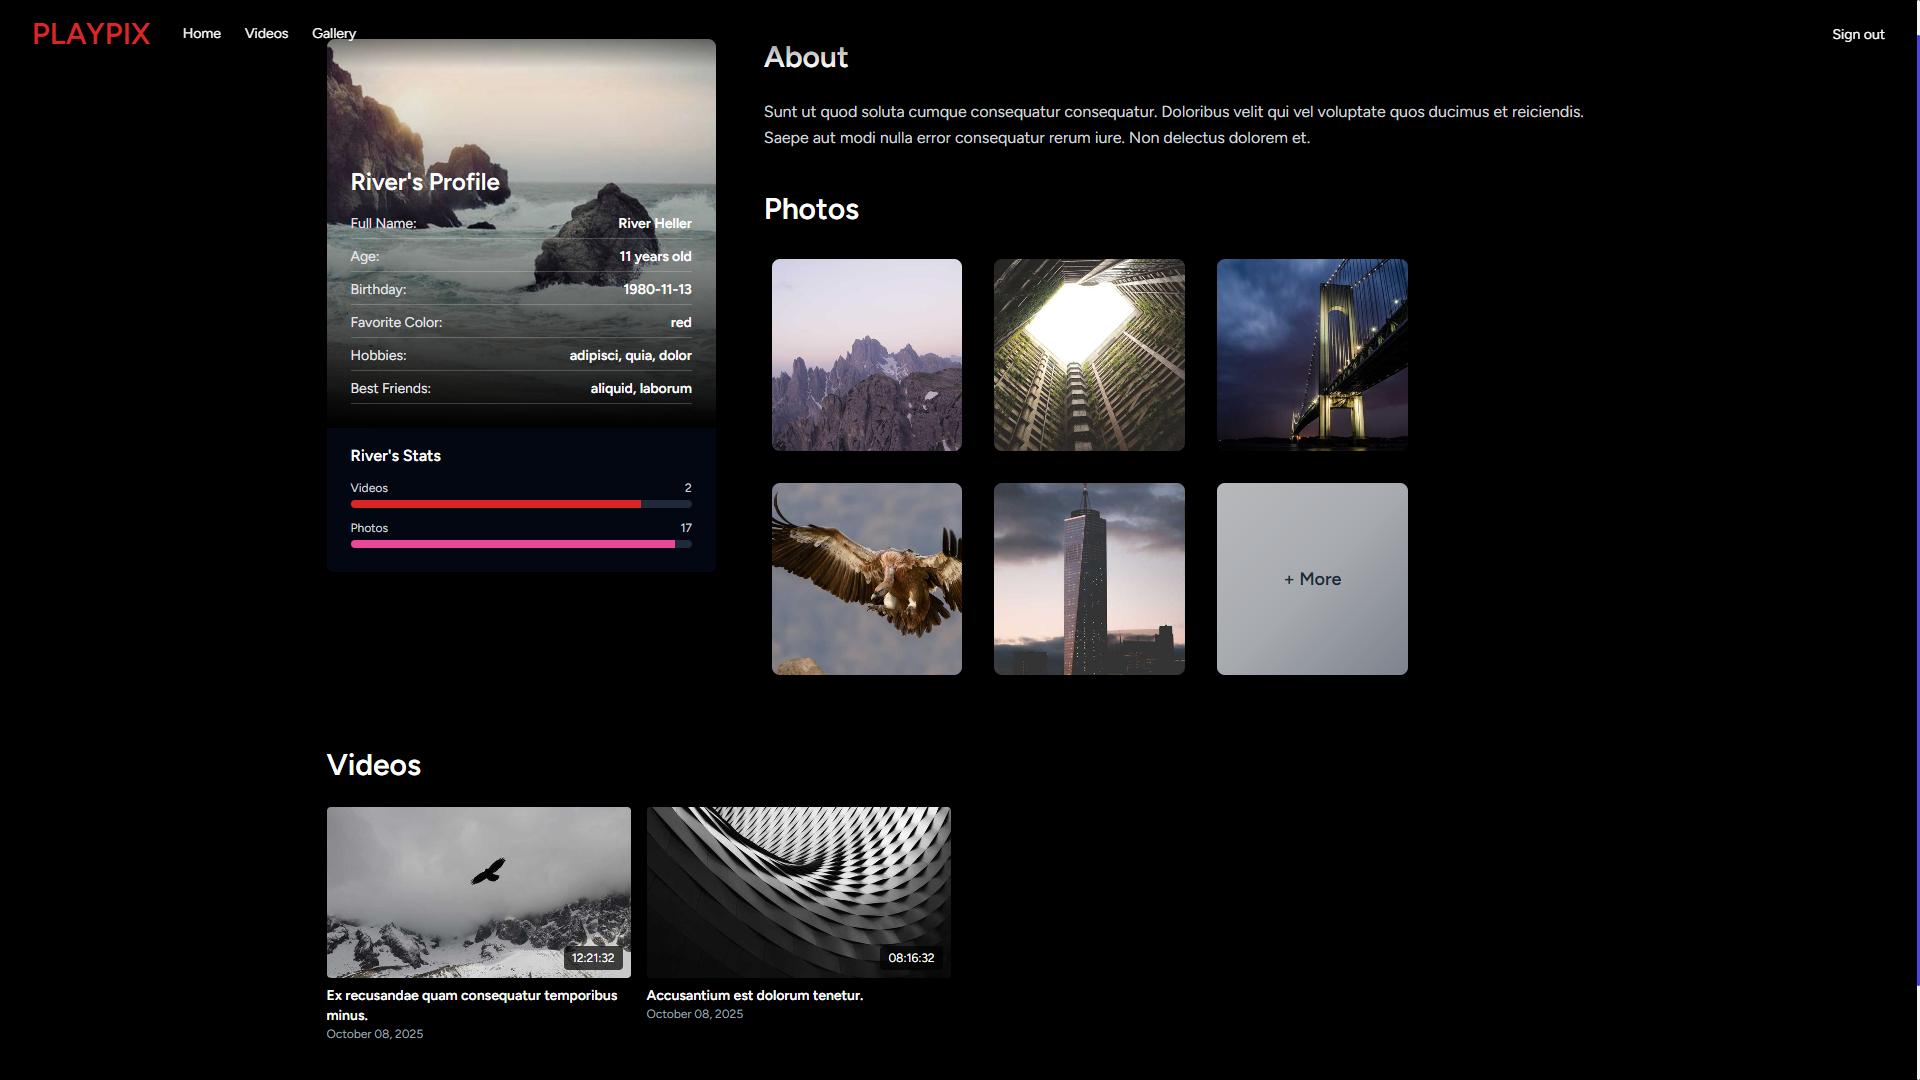 PLAYPIX
Home
Videos
Gallery
Sign out
River's Profile
Full Name: River Heller
Age: 11 years old
Birthday: 1980-11-13
Favorite Color: red
Hobbies: adipisci, quia, dolor
Best Friends: aliquid, laborum
River's Stats
Videos 2
Photos 17
About
Sunt ut quod soluta cumque consequatur consequatur. Doloribus velit qui vel voluptate quos ducimus et reiciendis.
Saepe aut modi nulla error consequatur rerum iure. Non delectus dolorem et.
Photos
+ More
Videos
12:21:32
Ex recusandae quam consequatur temporibus
minus.
October 08, 2025
08:16:32
Accusantium est dolorum tenetur.
October 08, 2025